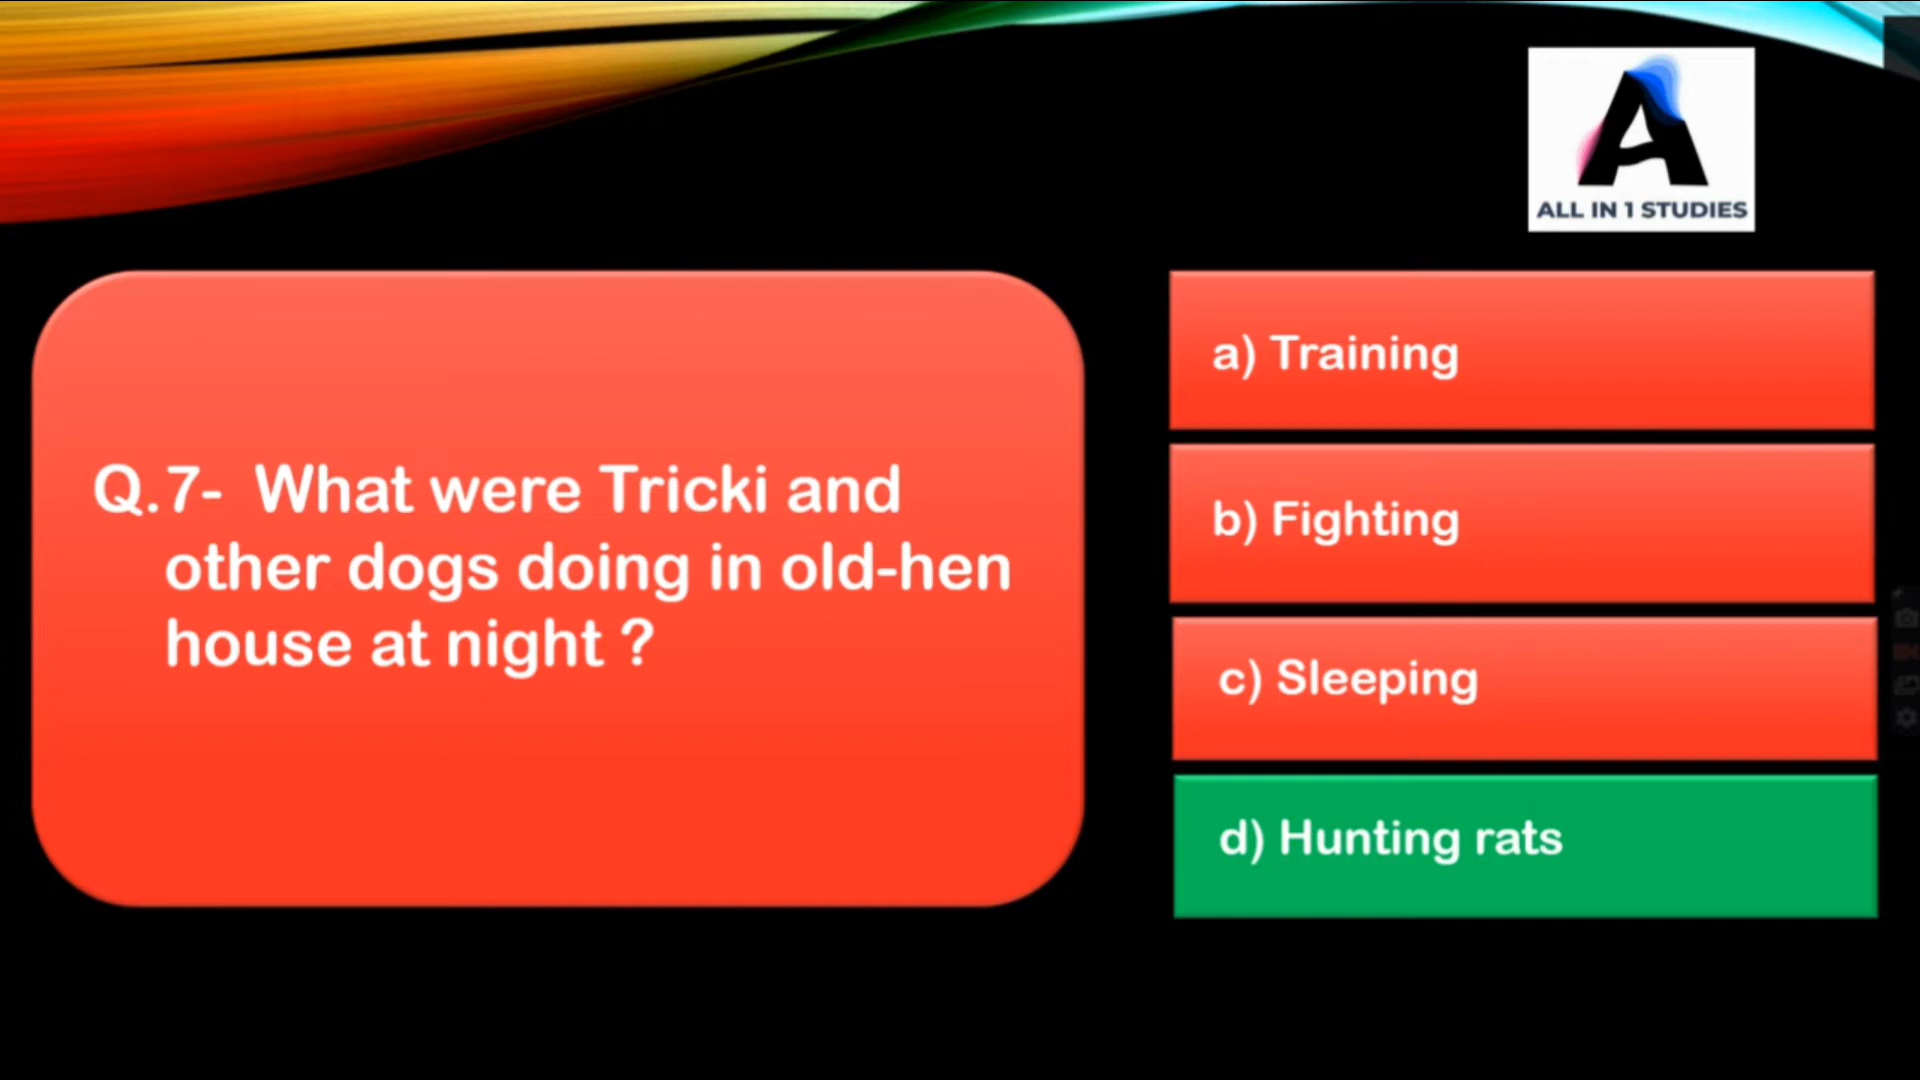 ALL IN 1 STUDIES
Q.7- What were Tricki and
other dogs doing in old-hen
house at night ?
a) Training
b) Fighting
c) Sleeping
d) Hunting rats